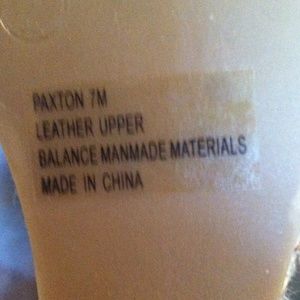 PAXTON 7M
LEATHER UPPER
BALANCE MANMADE MATERIALS
MADE IN CHINA